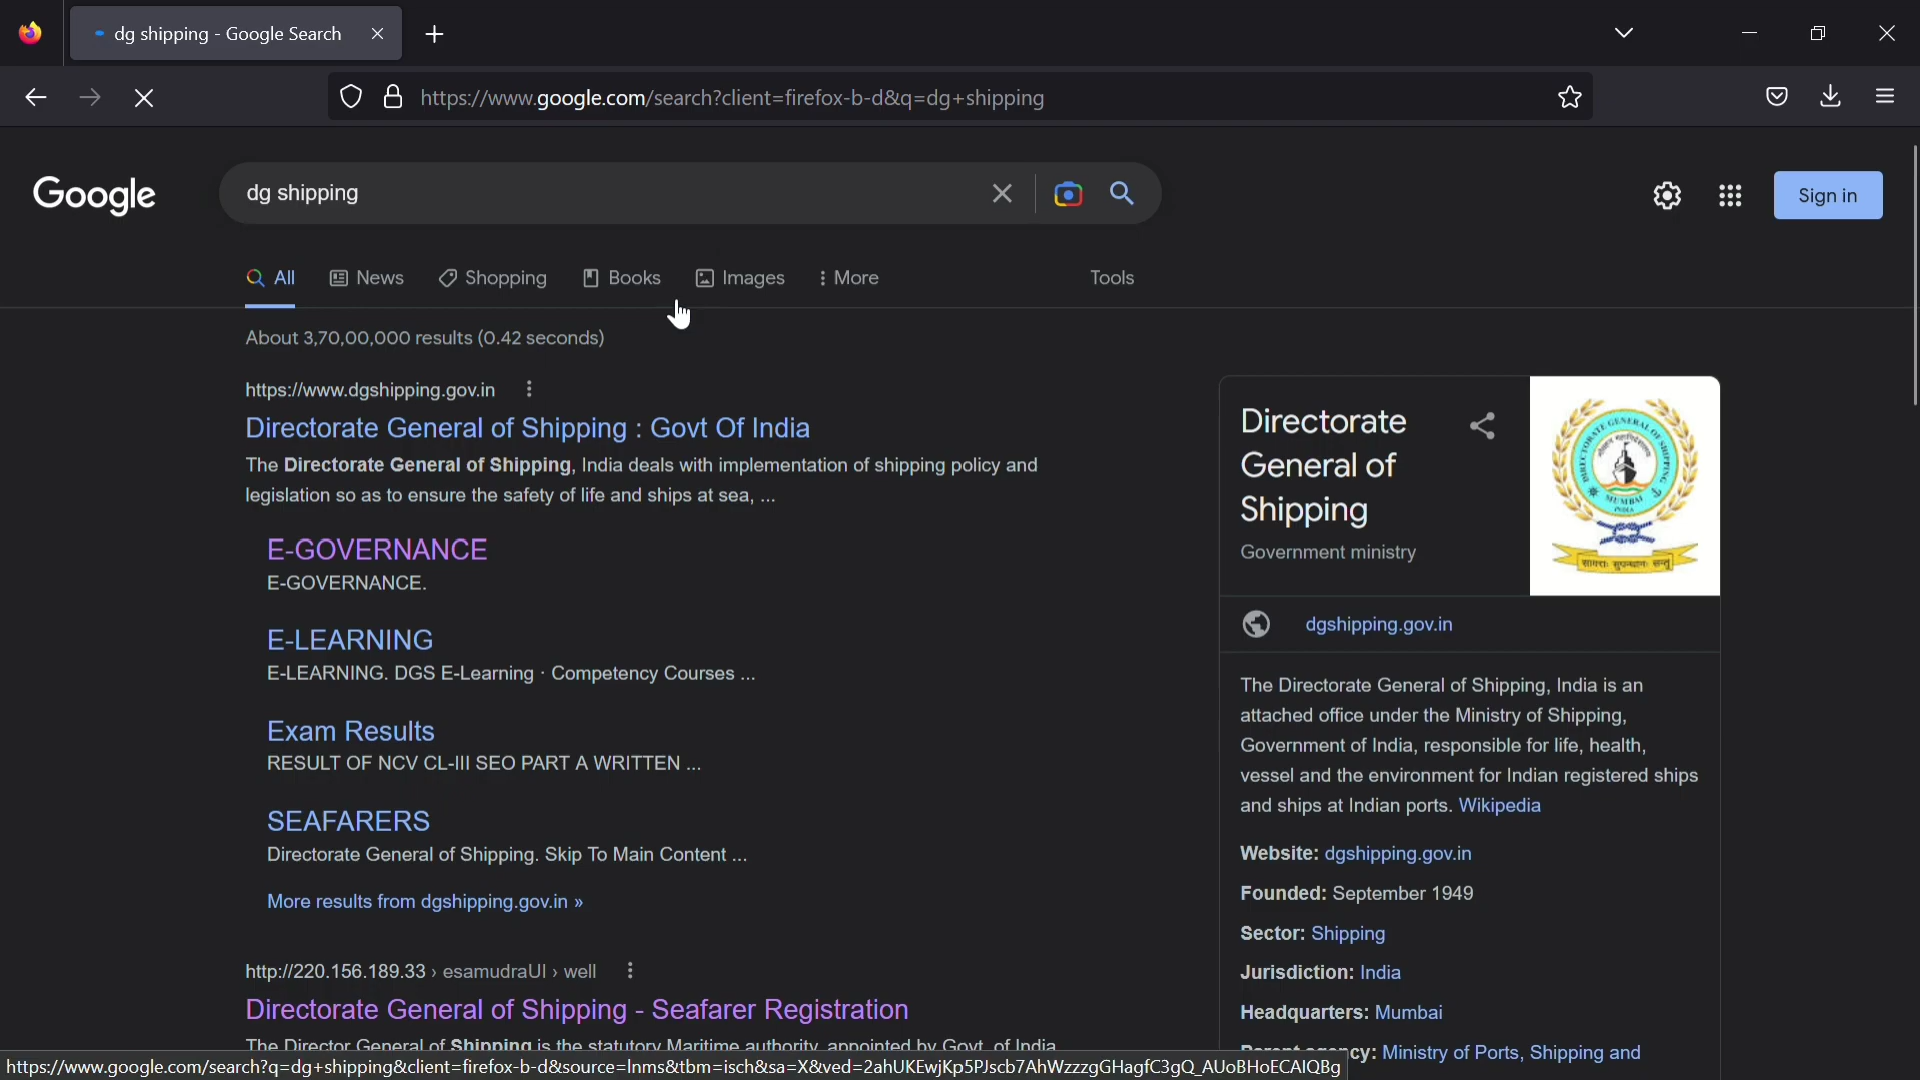 dg shipping - Google Search
https://www.google.com/search?client=firefox-b-d&q=dg+shipping
Google
dg shipping
Sign in
All News Shopping Books Images More Tools
About 3,70,00,000 results (0.42 seconds)
https://www.dgshipping.gov.in
Directorate General of Shipping : Govt Of India
The Directorate General of Shipping, India deals with implementation of shipping policy and
legislation so as to ensure the safety of life and ships at sea, ...
E-GOVERNANCE
E-GOVERNANCE.
E-LEARNING
E-LEARNING. DGS E-Learning · Competency Courses ...
Exam Results
RESULT OF NCV CL-III SEO PART A WRITTEN ...
SEAFARERS
Directorate General of Shipping. Skip To Main Content ...
More results from dgshipping.gov.in »
http://220.156.189.33 › esamudraUI › well
Directorate General of Shipping - Seafarer Registration
The Director General of Shipping is the statutory Maritime authority, appointed by Govt. of India
Directorate
General of
Shipping
Government ministry
DIRECTORATE GENERAL OF SHIPPING
MUMBAI
INDIA
dgshipping.gov.in
The Directorate General of Shipping, India is an
attached office under the Ministry of Shipping,
Government of India, responsible for life, health,
vessel and the environment for Indian registered ships
and ships at Indian ports. Wikipedia
Website: dgshipping.gov.in
Founded: September 1949
Sector: Shipping
Jurisdiction: India
Headquarters: Mumbai
Parent agency: Ministry of Ports, Shipping and
https://www.google.com/search?q=dg+shipping&client=firefox-b-d&source=lnms&tbm=isch&sa=X&ved=2ahUKEwjKp5PJscb7AhWzzzgGHagfC3gQ_AUoBHoECAIQBg